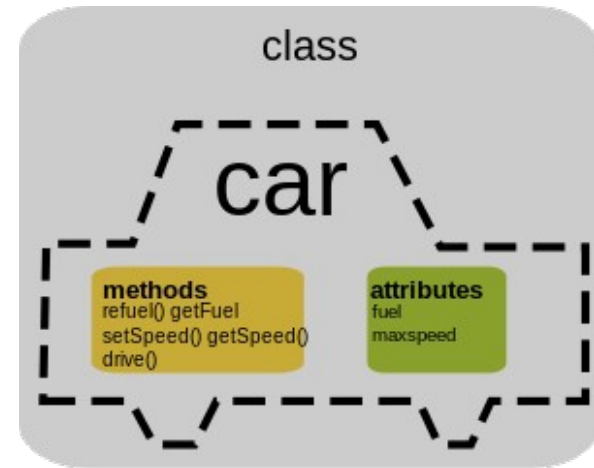 class
car
methods
refuel() getFuel
setSpeed() getSpeed()
drive()
attributes
fuel
maxspeed